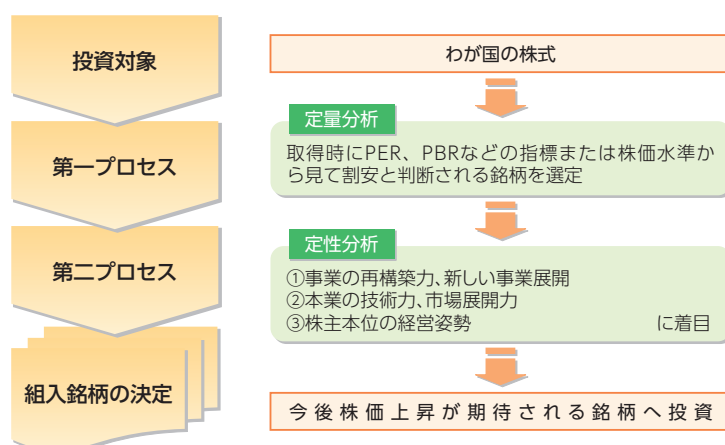 投資対象
わが国の株式
第一プロセス
定量分析
取得時にPER、PBRなどの指標または株価水準か
ら見て割安と判断される銘柄を選定
第二プロセス
定性分析
①事業の再構築力、新しい事業展開
②本業の技術力、市場展開力
③株主本位の経営姿勢 に着目
組入銘柄の決定
今後株価上昇が期待される銘柄へ投資